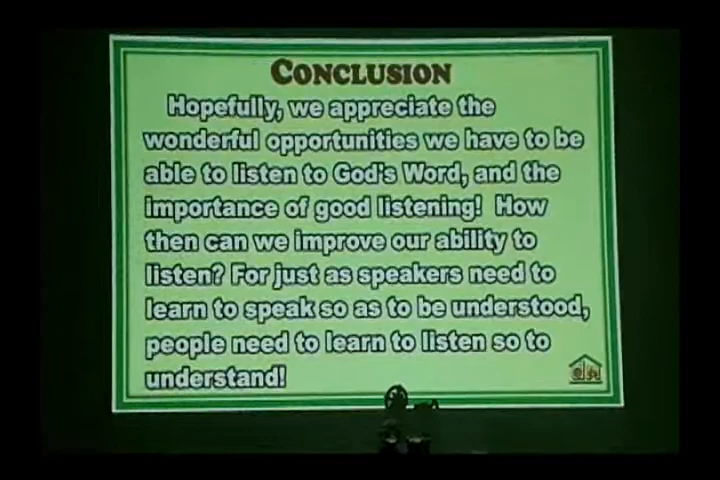 CONCLUSION
Hopefully, we appreciate the
wonderful opportunities we have to be
able to listen to God's Word, and the
importance of good listening! How
then can we improve our ability to
listen? For just as speakers need to
learn to speak so as to be understood,
people need to learn to listen so to
understand!